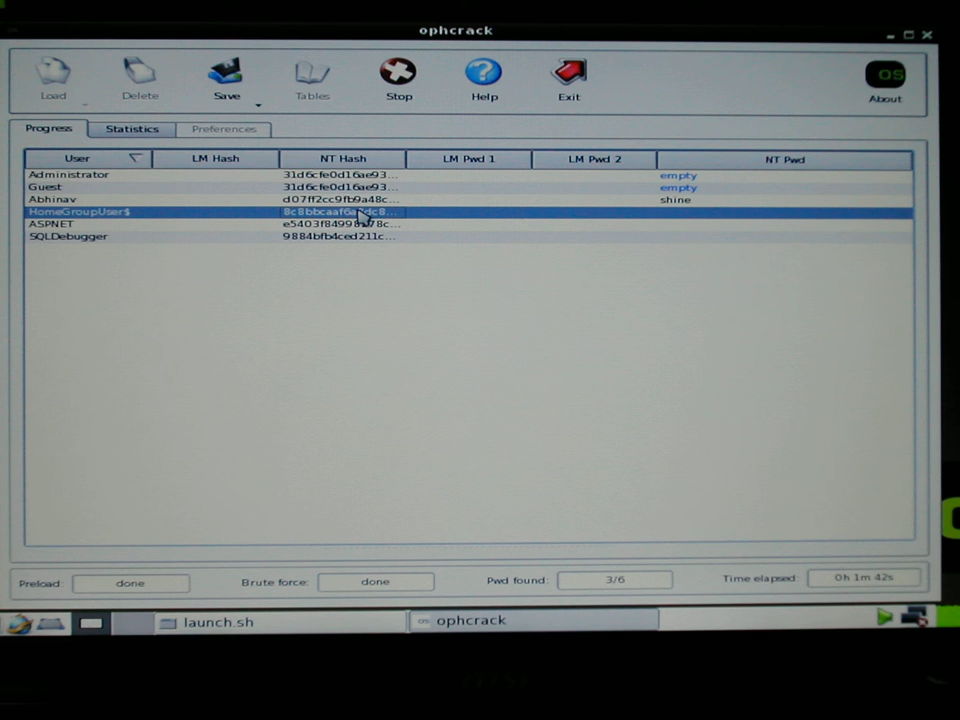 ophcrack
Load Delete Save Tables Stop Help Exit OS About
Progress Statistics Preferences
User LM Hash NT Hash LM Pwd 1 LM Pwd 2 NT Pwd
Administrator 31d6cfe0d16ae93... empty
Guest 31d6cfe0d16ae93... empty
Abhinav d07ff2cc9fb9a48c... shine
HomeGroupUser$
ASPNET
SQLDebugger 9884bfb4ced211c...
Preload: done Brute force: done Pwd found: 3/6 Time elapsed: 0h 1m 42s
launch.sh os ophcrack